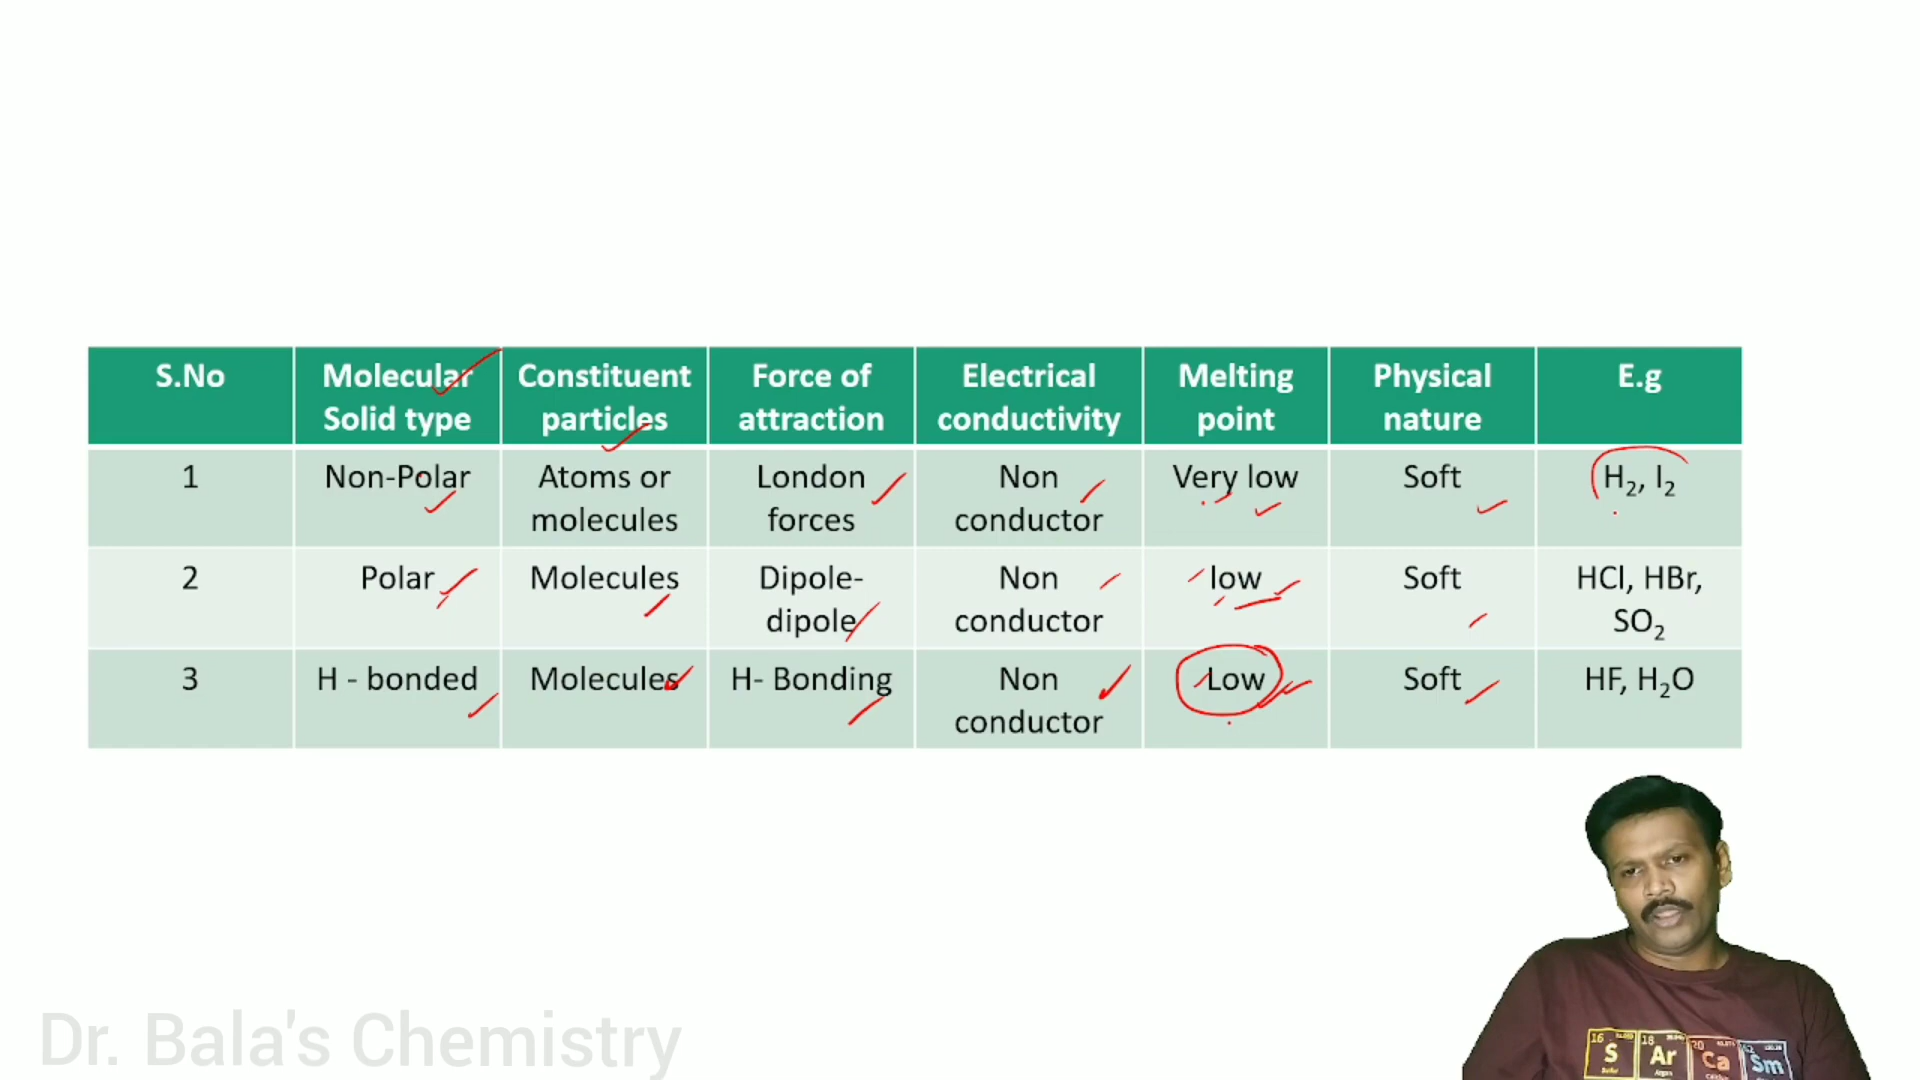 S.No Molecular Solid type Constituent particles Force of attraction Electrical conductivity Melting point Physical nature E.g
1 Non-Polar Atoms or molecules London forces Non conductor Very low Soft H₂, I₂
2 Polar Molecules Dipole-dipole Non conductor low Soft HCl, HBr, SO₂
3 H - bonded Molecules H- Bonding Non conductor Low Soft HF, H₂O
Dr. Bala's Chemistry
16 18 20
S Ar Ca Sm